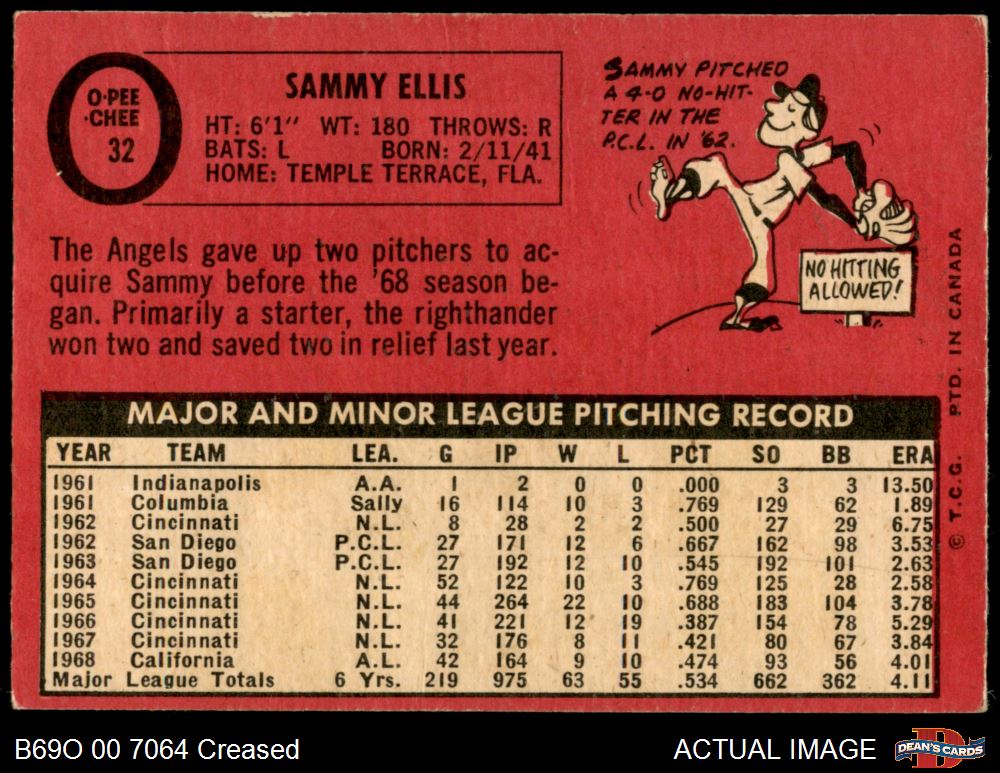 O-PEE
-CHEE
32
SAMMY ELLIS
HT: 6'1" WT: 180 THROWS: R
BATS: L BORN: 2/11/41
HOME: TEMPLE TERRACE, FLA.
SAMMY PITCHED
A 4-0 NO-HIT-
TER IN THE
P.C.L. IN '62.
NO HITTING
ALLOWED!
The Angels gave up two pitchers to ac-
quire Sammy before the '68 season be-
gan. Primarily a starter, the righthander
won two and saved two in relief last year.
MAJOR AND MINOR LEAGUE PITCHING RECORD
YEAR TEAM LEA. G IP W L PCT SO BB ERA
1961 Indianapolis A.A. 1 2 0 0 .000 3 3 13.50
1961 Columbia Sally 16 114 10 3 .769 129 62 1.89
1962 Cincinnati N.L. 8 28 2 2 .500 27 29 6.75
1962 San Diego P.C.L. 27 171 12 6 .667 162 98 3.53
1963 San Diego P.C.L. 27 192 12 10 .545 192 101 2.63
1964 Cincinnati N.L. 52 122 10 3 .769 125 28 2.58
1965 Cincinnati N.L. 44 264 22 10 .688 183 104 3.78
1966 Cincinnati N.L. 41 221 12 19 .387 154 78 5.29
1967 Cincinnati N.L. 32 176 8 11 .421 80 67 3.84
1968 California A.L. 42 164 9 10 .474 93 56 4.01
Major League Totals 6 Yrs. 219 975 63 55 .534 662 362 4.11
© T.C.G. PTD. IN CANADA
B69O 00 7064 Creased
ACTUAL IMAGE
DEAN'S CARDS